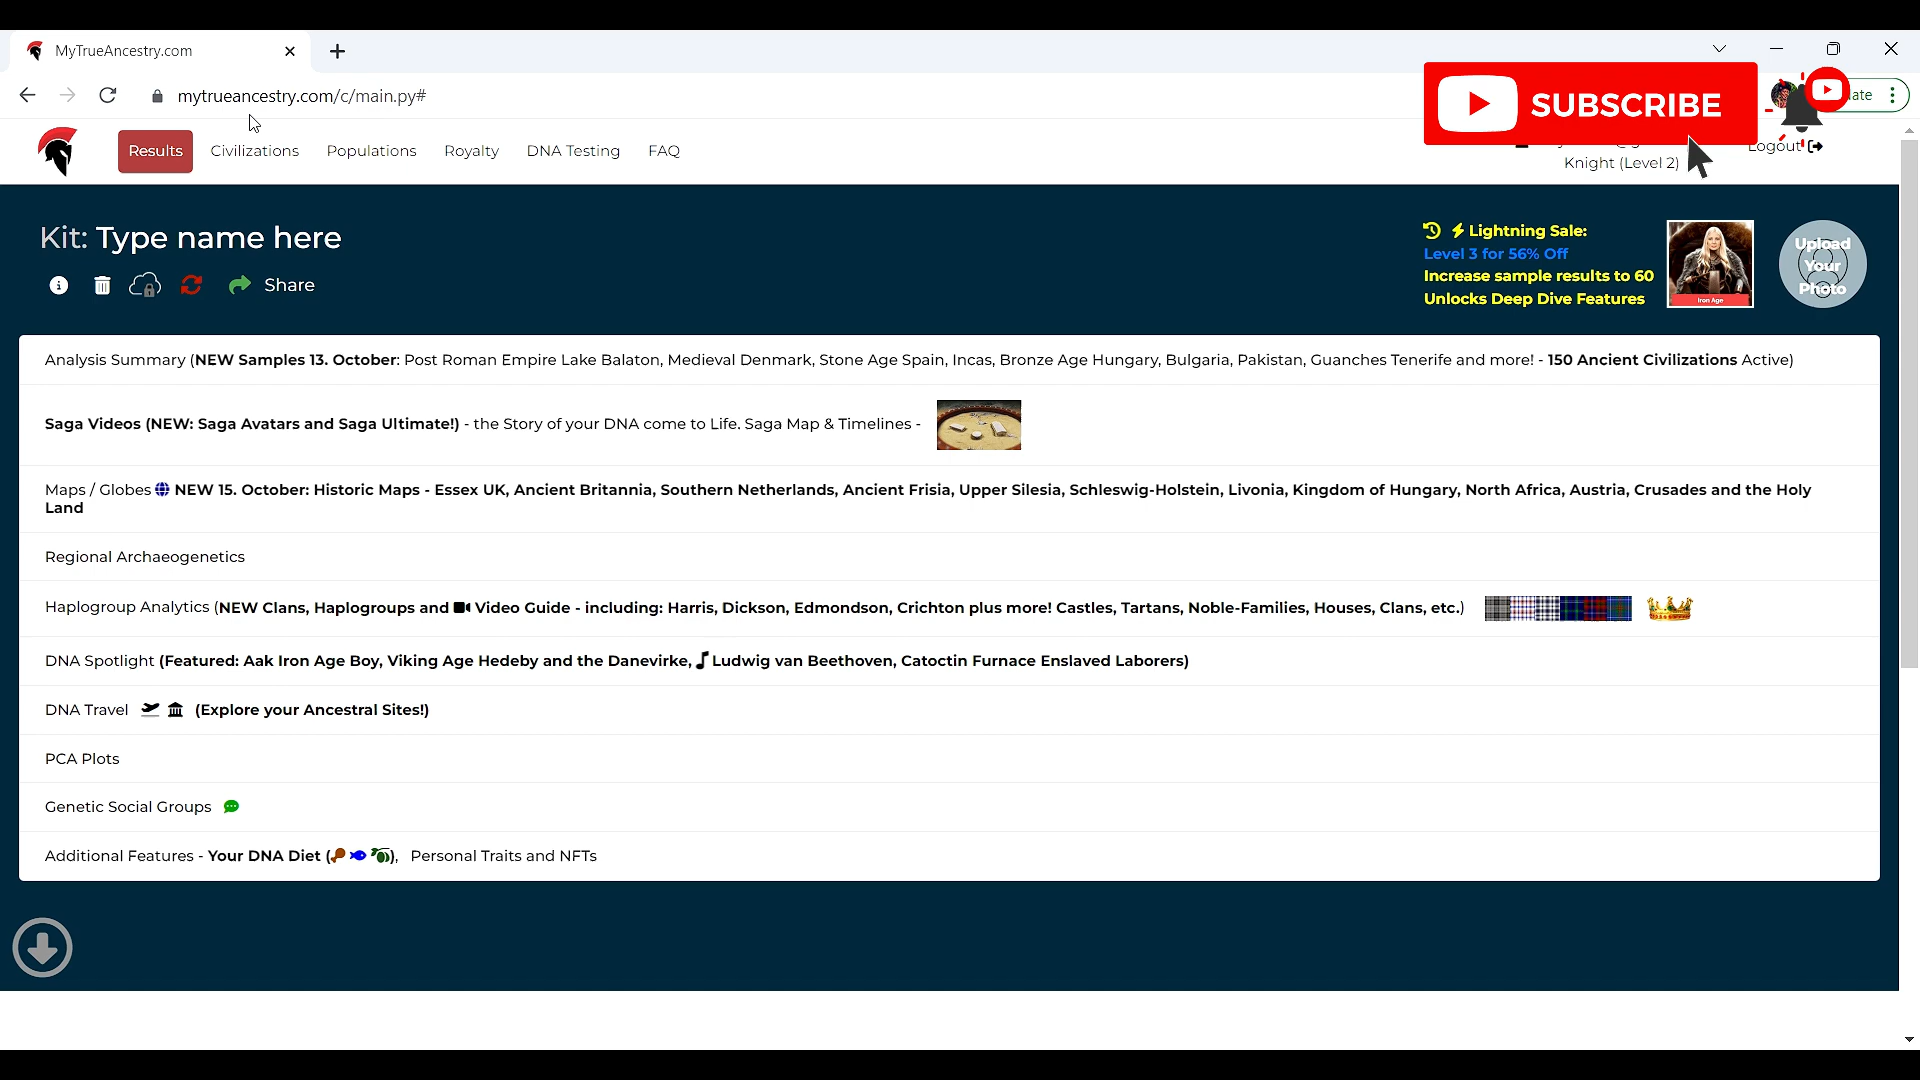 MyTrueAncestry.com
mytrueancestry.com/c/main.py#
SUBSCRIBE
Results Civilizations Populations Royalty DNA Testing FAQ
Logout
Knight (Level 2)
Kit: Type name here
Share
Lightning Sale:
Level 3 for 56% Off
Increase sample results to 60
Unlocks Deep Dive Features
Iron Age
Upload
Your
Photo
Analysis Summary (NEW Samples 13. October: Post Roman Empire Lake Balaton, Medieval Denmark, Stone Age Spain, Incas, Bronze Age Hungary, Bulgaria, Pakistan, Guanches Tenerife and more! - 150 Ancient Civilizations Active)
Saga Videos (NEW: Saga Avatars and Saga Ultimate!) - the Story of your DNA come to Life. Saga Map & Timelines -
Maps / Globes NEW 15. October: Historic Maps - Essex UK, Ancient Britannia, Southern Netherlands, Ancient Frisia, Upper Silesia, Schleswig-Holstein, Livonia, Kingdom of Hungary, North Africa, Austria, Crusades and the Holy
Land
Regional Archaeogenetics
Haplogroup Analytics (NEW Clans, Haplogroups and Video Guide - including: Harris, Dickson, Edmondson, Crichton plus more! Castles, Tartans, Noble-Families, Houses, Clans, etc.)
DNA Spotlight (Featured: Aak Iron Age Boy, Viking Age Hedeby and the Danevirke, Ludwig van Beethoven, Catoctin Furnace Enslaved Laborers)
DNA Travel (Explore your Ancestral Sites!)
PCA Plots
Genetic Social Groups
Additional Features - Your DNA Diet ( ), Personal Traits and NFTs